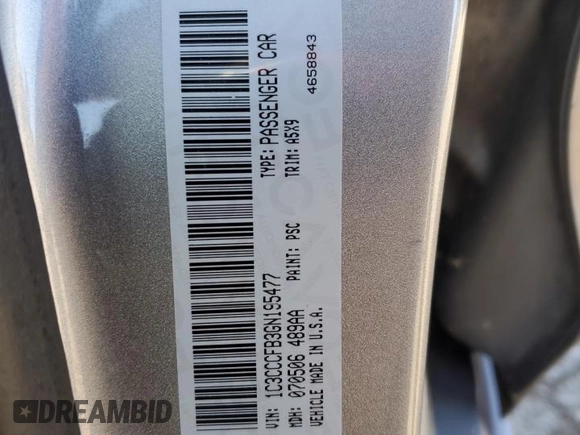 VIN: 1C3CCCFB3GN195477 TYPE: PASSENGER CAR
MDH: 070506 489AA PAINT: PSC TRIM: A5X9
VEHICLE MADE IN U.S.A. 4658843
DREAMBID